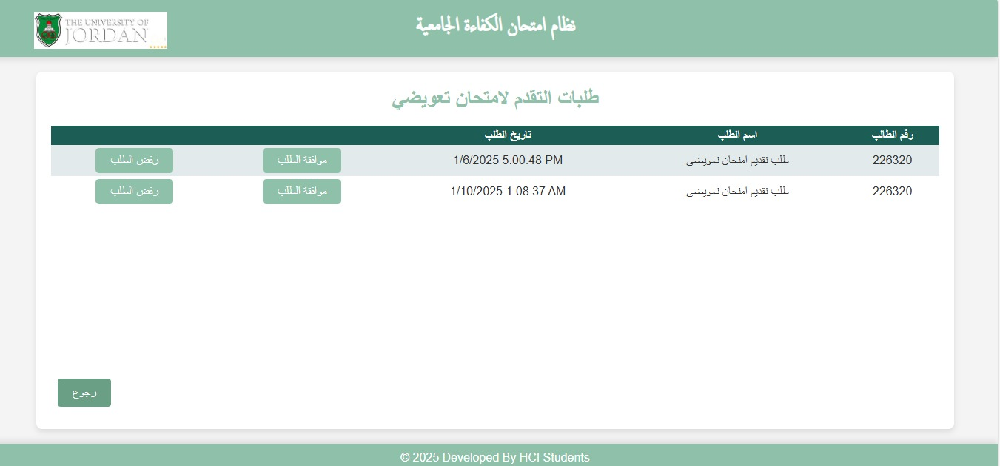 THE UNIVERSITY OF
JORDAN
نظام امتحان الكفاءة الجامعية
طلبات التقدم لامتحان تعويضي
رقم الطالب اسم الطلب تاريخ الطلب
226320 طلب تقديم امتحان تعويضي 1/6/2025 5:00:48 PM موافقة الطلب رفض الطلب
226320 طلب تقديم امتحان تعويضي 1/10/2025 1:08:37 AM موافقة الطلب رفض الطلب
رجوع
© 2025 Developed By HCI Students